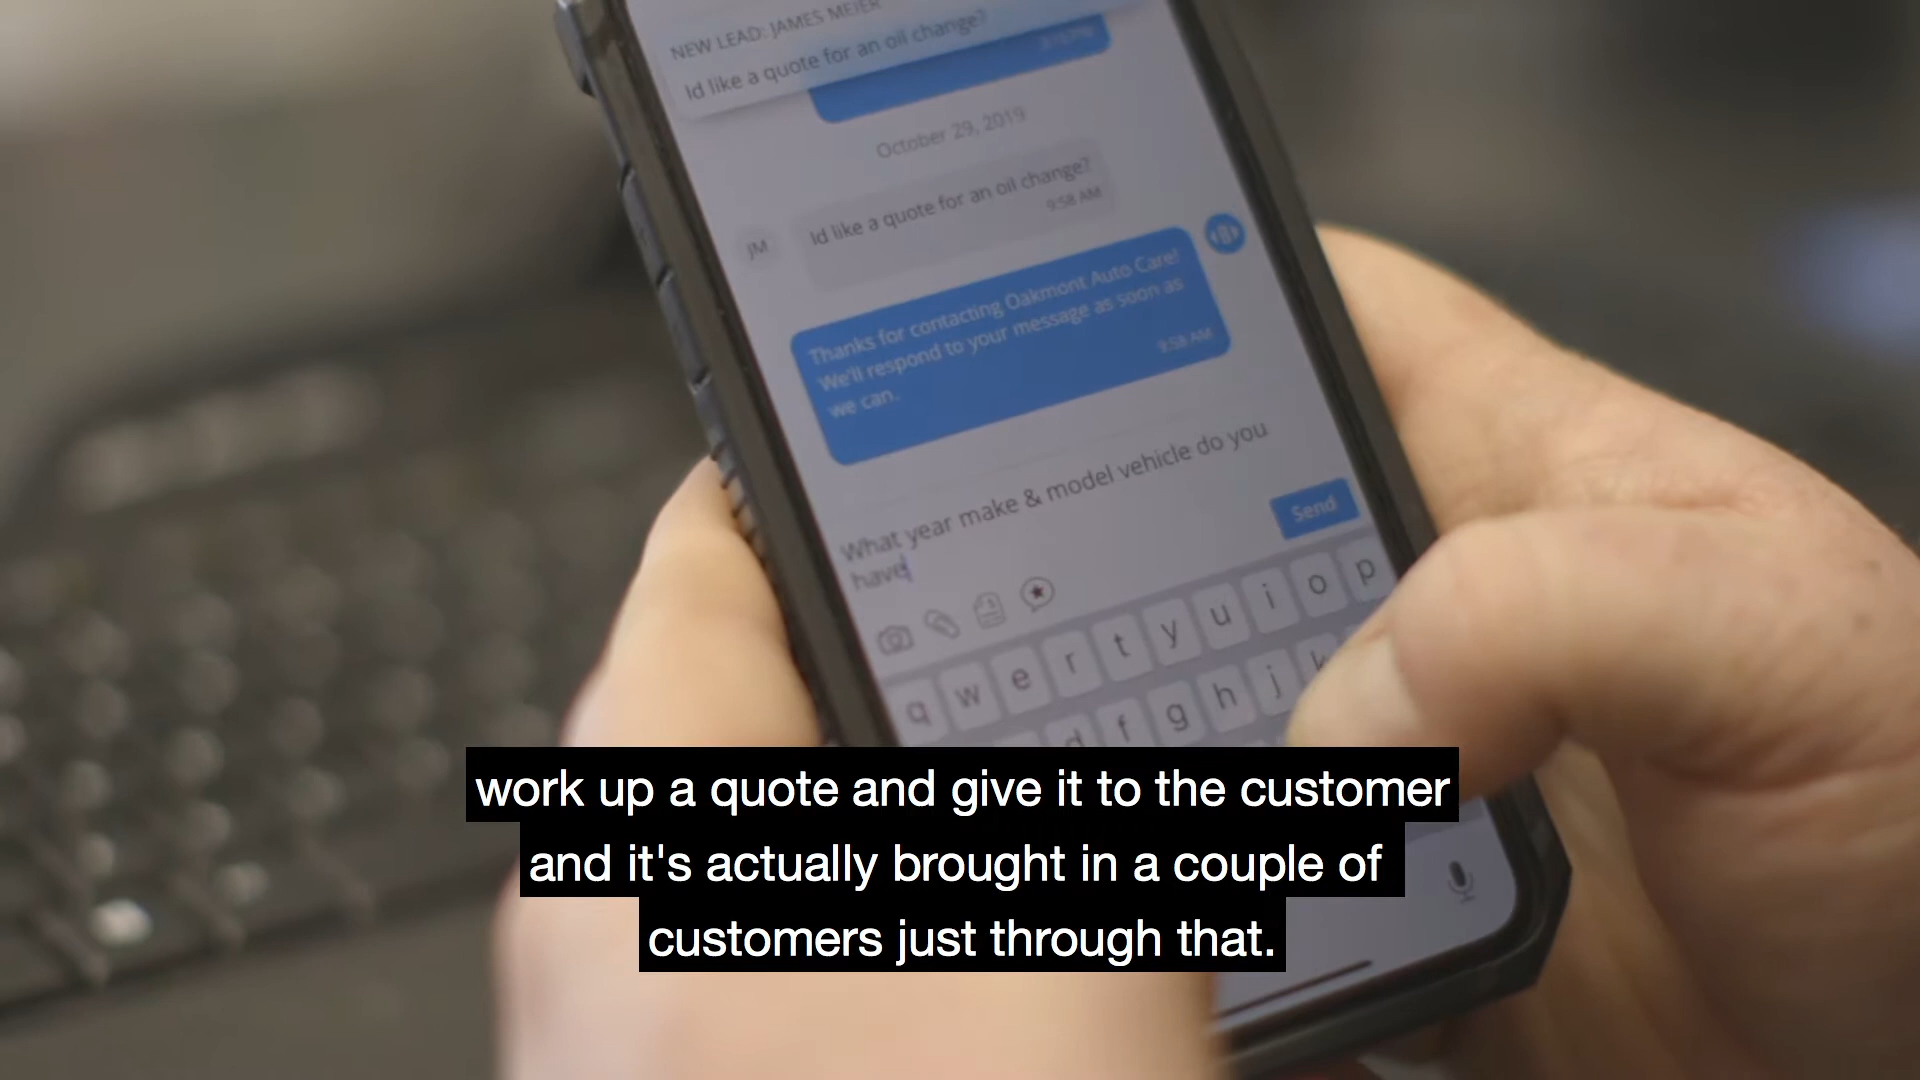 NEW LEAD: JAMES MEIER
Id like a quote for an oil change?
October 29, 2019
JM
Id like a quote for an oil change?
9:58 AM
Thanks for contacting Oakmont Auto Care!
We'll respond to your message as soon as
we can.
9:58 AM
What year make & model vehicle do you
have
Send
q w e r t y u i o p
d f g h j k
work up a quote and give it to the customer
and it's actually brought in a couple of
customers just through that.